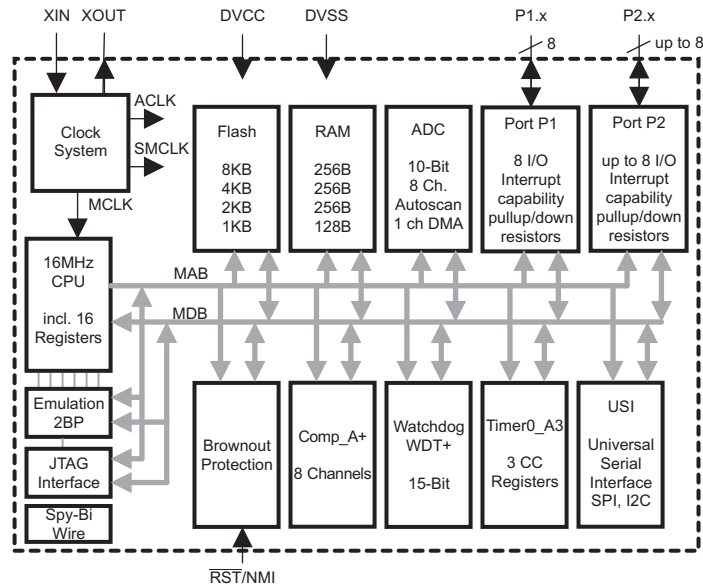 XIN XOUT DVCC DVSS P1.x P2.x
8
up to 8
Clock
System
ACLK
SMCLK
MCLK
Flash
8KB
4KB
2KB
1KB
RAM
256B
256B
256B
128B
ADC
10-Bit
8 Ch.
Autoscan
1 ch DMA
Port P1
8 I/O
Interrupt
capability
pullup/down
resistors
Port P2
up to 8 I/O
Interrupt
capability
pullup/down
resistors
16MHz
CPU
incl. 16
Registers
MAB
MDB
Emulation
2BP
JTAG
Interface
Spy-Bi
Wire
Brownout
Protection
Comp_A+
8 Channels
Watchdog
WDT+
15-Bit
Timer0_A3
3 CC
Registers
USI
Universal
Serial
Interface
SPI, I2C
RST/NMI